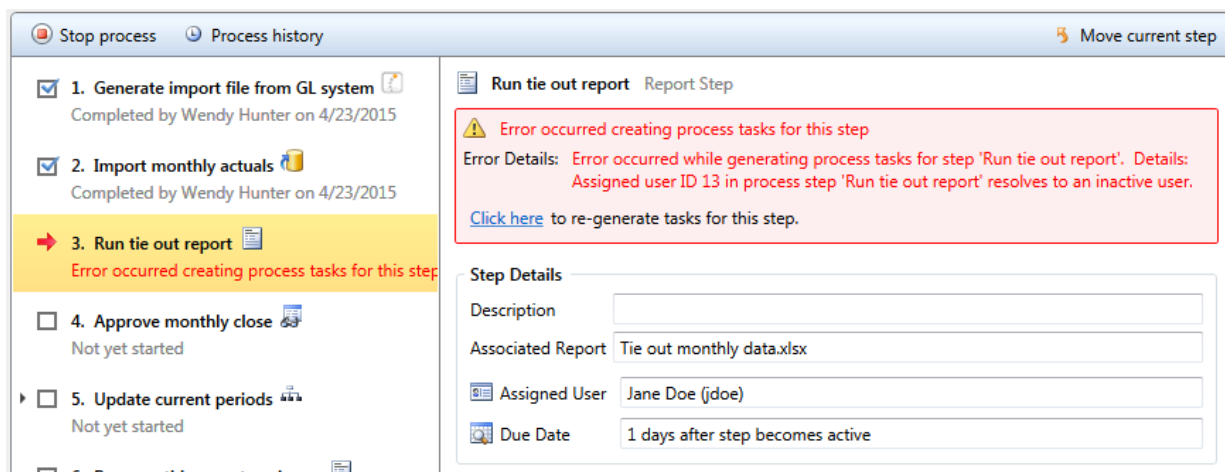 Stop process Process history Move current step
1. Generate import file from GL system
Completed by Wendy Hunter on 4/23/2015
2. Import monthly actuals
Completed by Wendy Hunter on 4/23/2015
3. Run tie out report
Error occurred creating process tasks for this step
4. Approve monthly close
Not yet started
5. Update current periods
Not yet started
Run tie out report Report Step
Error occurred creating process tasks for this step
Error Details: Error occurred while generating process tasks for step 'Run tie out report'. Details:
Assigned user ID 13 in process step 'Run tie out report' resolves to an inactive user.
Click here to re-generate tasks for this step.
Step Details
Description
Associated Report Tie out monthly data.xlsx
Assigned User Jane Doe (jdoe)
Due Date 1 days after step becomes active